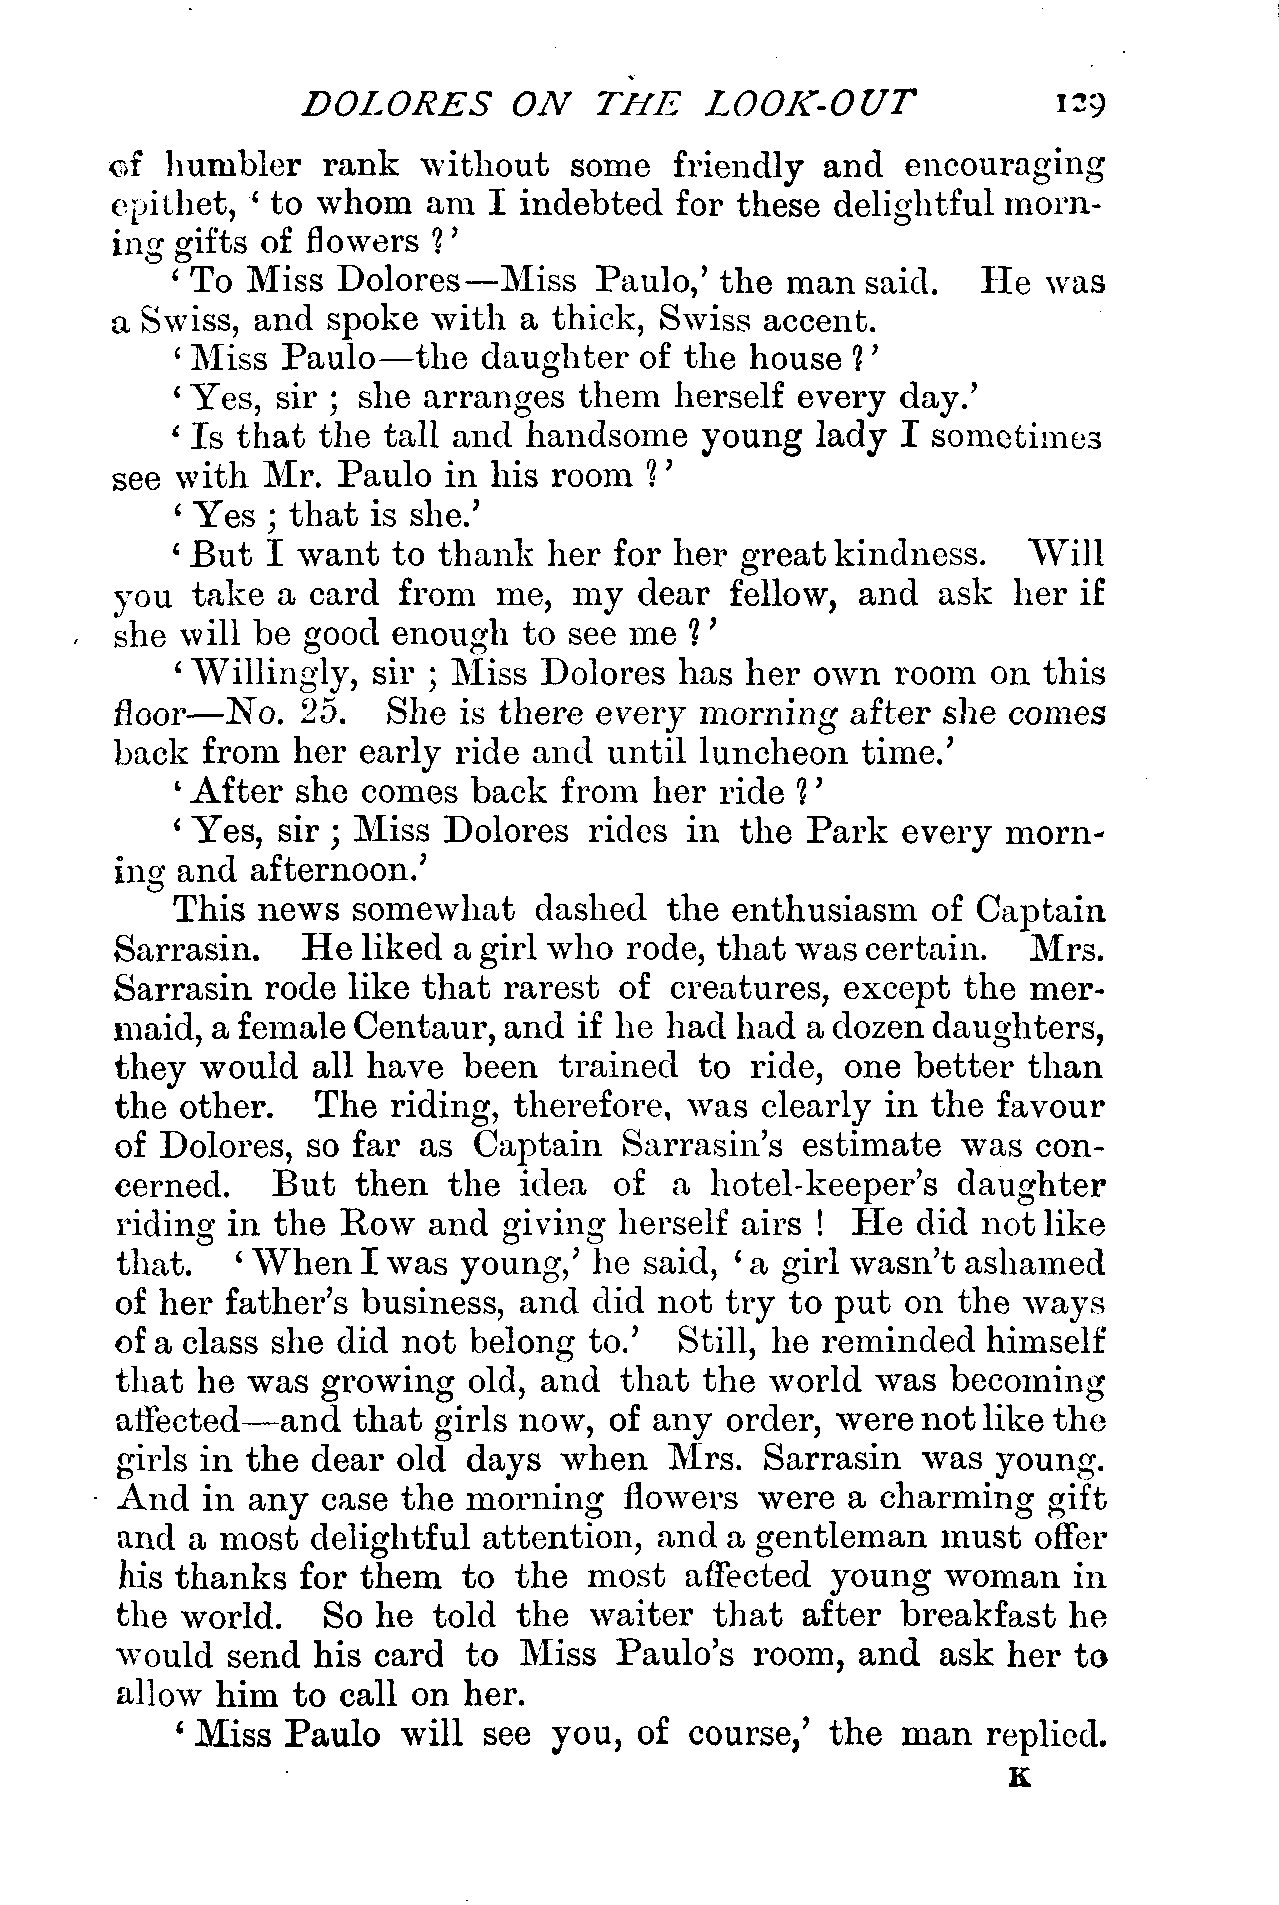 DOLORES ON THE LOOK-OUT 129
of humbler rank without some friendly and encouraging
epithet, ‘ to whom am I indebted for these delightful morn-
ing gifts of flowers ?’
‘ To Miss Dolores—Miss Paulo,’ the man said. He was
a Swiss, and spoke with a thick, Swiss accent.
‘ Miss Paulo—the daughter of the house ?’
‘ Yes, sir ; she arranges them herself every day.’
‘ Is that the tall and handsome young lady I sometimes
see with Mr. Paulo in his room ?’
‘ Yes ; that is she.’
‘ But I want to thank her for her great kindness. Will
you take a card from me, my dear fellow, and ask her if
she will be good enough to see me ?’
‘ Willingly, sir ; Miss Dolores has her own room on this
floor—No. 25. She is there every morning after she comes
back from her early ride and until luncheon time.’
‘ After she comes back from her ride ?’
‘ Yes, sir ; Miss Dolores rides in the Park every morn-
ing and afternoon.’
This news somewhat dashed the enthusiasm of Captain
Sarrasin. He liked a girl who rode, that was certain. Mrs.
Sarrasin rode like that rarest of creatures, except the mer-
maid, a female Centaur, and if he had had a dozen daughters,
they would all have been trained to ride, one better than
the other. The riding, therefore, was clearly in the favour
of Dolores, so far as Captain Sarrasin’s estimate was con-
cerned. But then the idea of a hotel-keeper’s daughter
riding in the Row and giving herself airs ! He did not like
that. ‘ When I was young,’ he said, ‘ a girl wasn’t ashamed
of her father’s business, and did not try to put on the ways
of a class she did not belong to.’ Still, he reminded himself
that he was growing old, and that the world was becoming
affected—and that girls now, of any order, were not like the
girls in the dear old days when Mrs. Sarrasin was young.
And in any case the morning flowers were a charming gift
and a most delightful attention, and a gentleman must offer
his thanks for them to the most affected young woman in
the world. So he told the waiter that after breakfast he
would send his card to Miss Paulo’s room, and ask her to
allow him to call on her.
‘ Miss Paulo will see you, of course,’ the man replied.
K